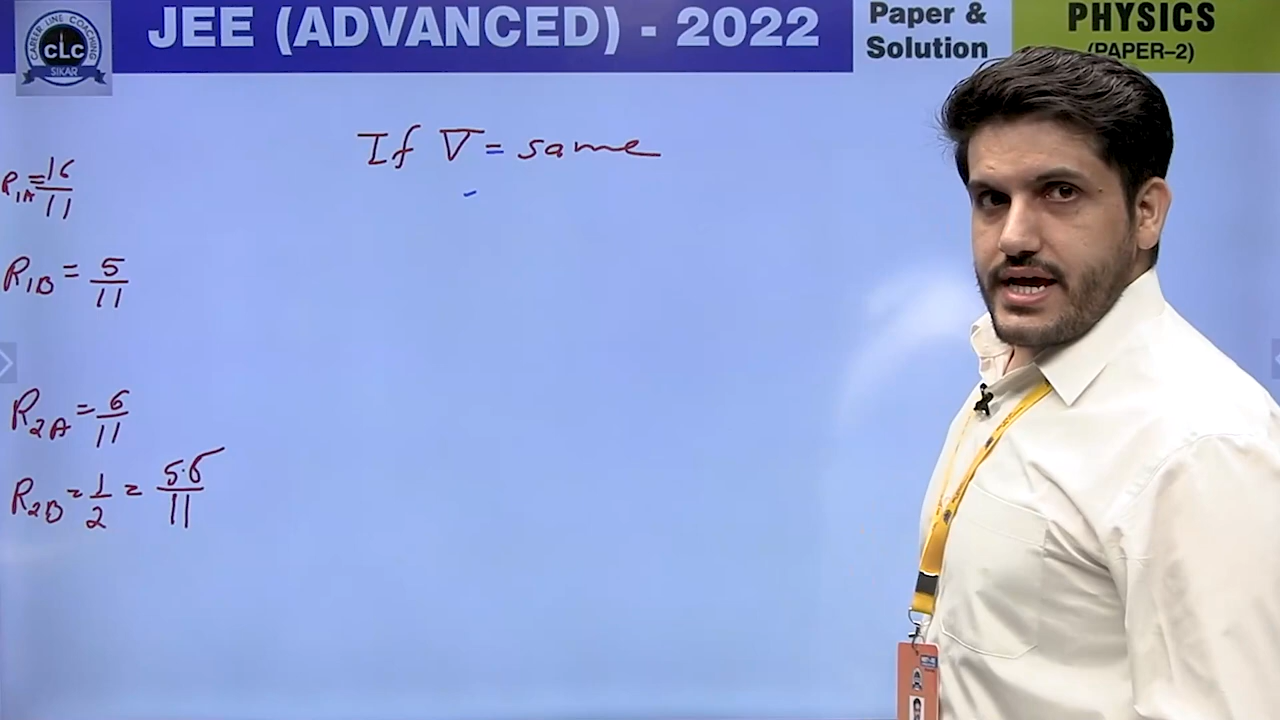 JEE (ADVANCED) - 2022
Paper &
Solution
PHYSICS
(PAPER–2)
CAREER LINE COACHING
CLC
SIKAR
If V = same
R1A = 16/11
R1B = 5/11
R2A = 6/11
R2B = 1/2 = 5.5/11